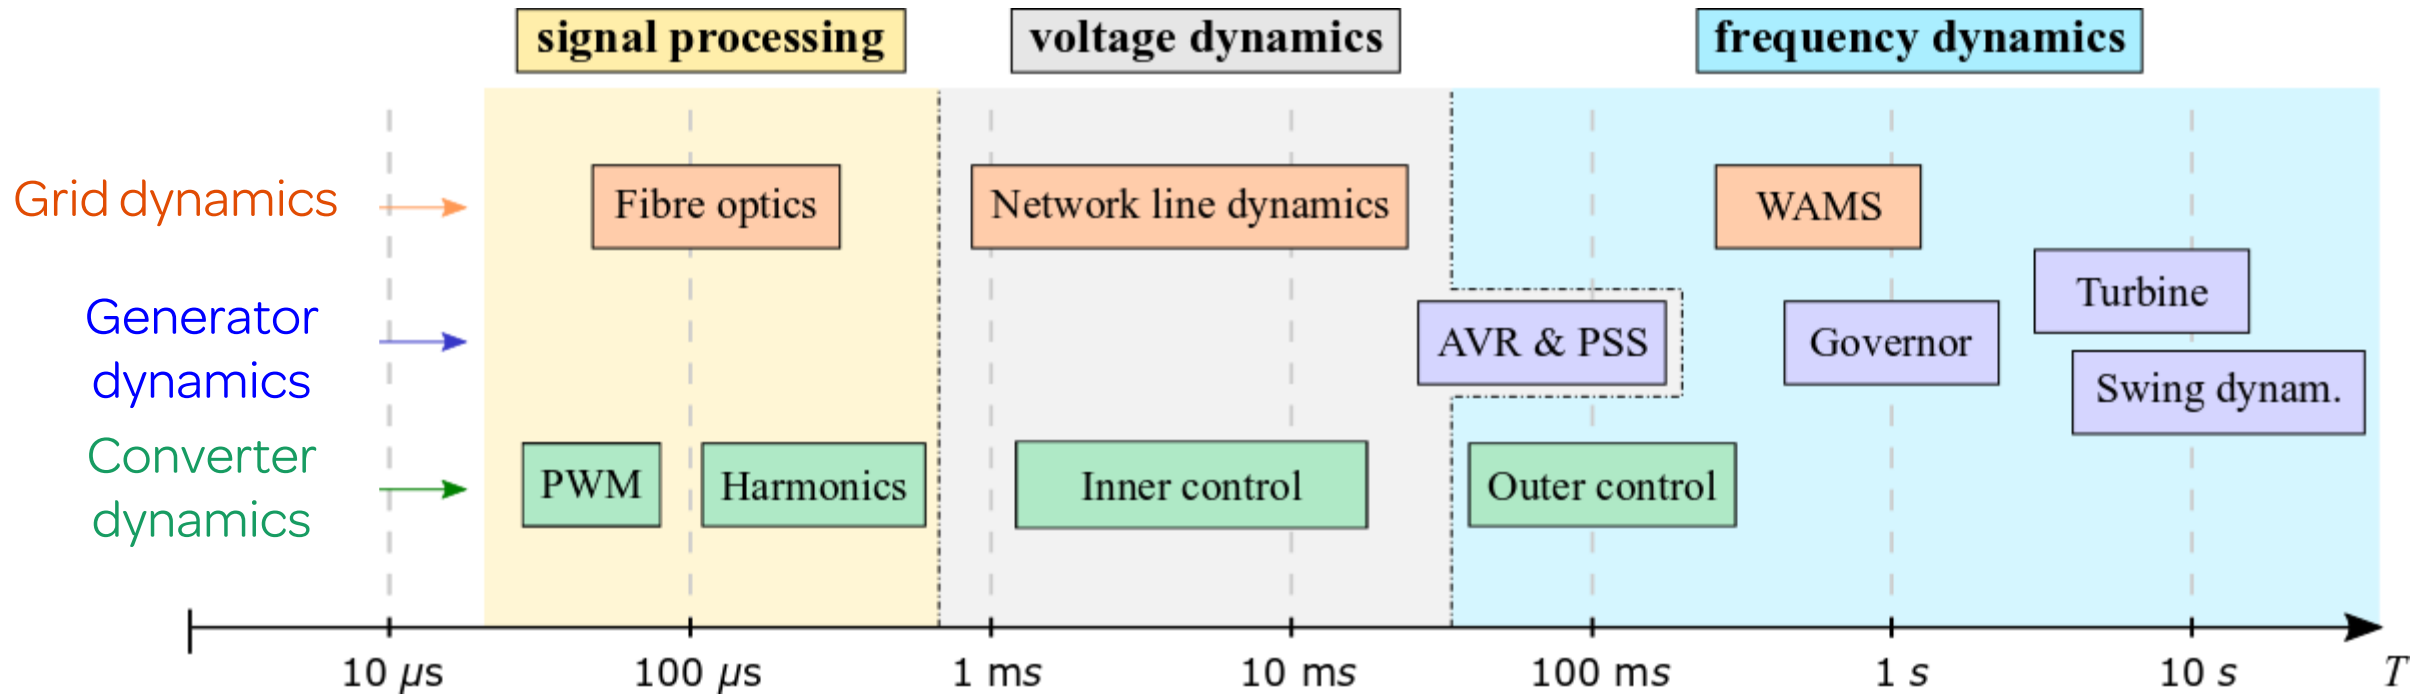 signal processing
voltage dynamics
frequency dynamics
Grid dynamics
Fibre optics
Network line dynamics
WAMS
Generator
dynamics
AVR & PSS
Governor
Turbine
Swing dynam.
Converter
dynamics
PWM
Harmonics
Inner control
Outer control
10 μs
100 μs
1 ms
10 ms
100 ms
1 s
10 s
T